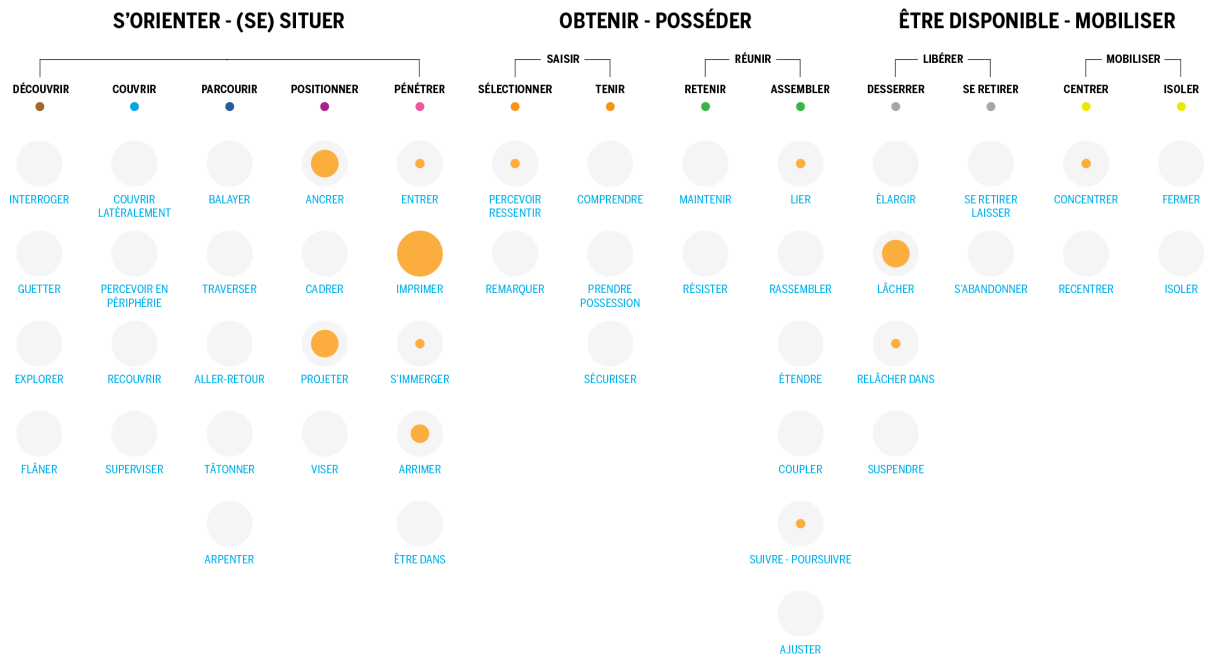 S'ORIENTER - (SE) SITUER
OBTENIR - POSSÉDER
ÊTRE DISPONIBLE - MOBILISER
SAISIR
RÉUNIR
LIBÉRER
MOBILISER
DÉCOUVRIR
COUVRIR
PARCOURIR
POSITIONNER
PÉNÉTRER
SÉLECTIONNER
TENIR
RETENIR
ASSEMBLER
DESSERRER
SE RETIRER
CENTRER
ISOLER
INTERROGER
COUVRIR
LATÉRALEMENT
BALAYER
ANCRER
ENTRER
PERCEVOIR
RESSENTIR
COMPRENDRE
MAINTENIR
LIER
ÉLARGIR
SE RETIRER
LAISSER
CONCENTRER
FERMER
GUETTER
PERCEVOIR EN
PÉRIPHÉRIE
TRAVERSER
CADRER
IMPRIMER
REMARQUER
PRENDRE
POSSESSION
RÉSISTER
RASSEMBLER
LÂCHER
S'ABANDONNER
RECENTRER
ISOLER
EXPLORER
RECOUVRIR
ALLER-RETOUR
PROJETER
S'IMMERGER
SÉCURISER
ÉTENDRE
RELÂCHER DANS
FLÂNER
SUPERVISER
TÂTONNER
VISER
ARRIMER
COUPLER
SUSPENDRE
ARPENTER
ÊTRE DANS
SUIVRE - POURSUIVRE
AJUSTER